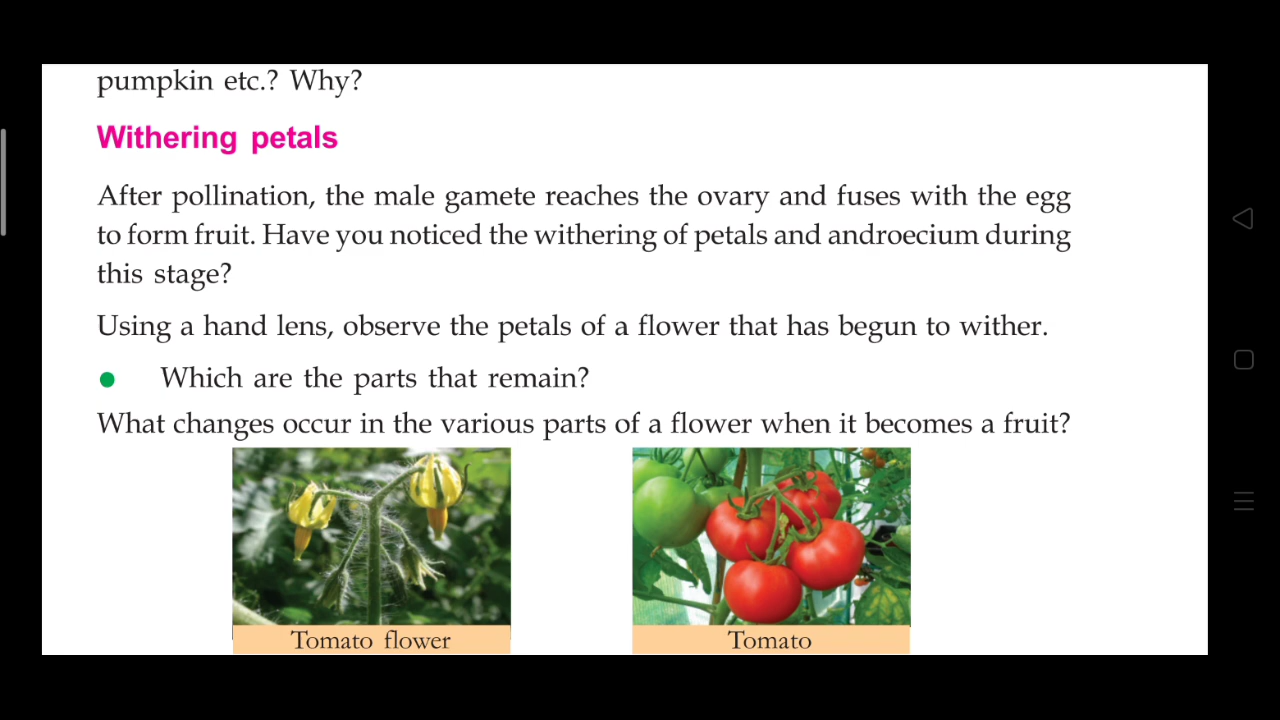 pumpkin etc.? Why?
Withering petals
After pollination, the male gamete reaches the ovary and fuses with the egg
to form fruit. Have you noticed the withering of petals and androecium during
this stage?
Using a hand lens, observe the petals of a flower that has begun to wither.
● Which are the parts that remain?
What changes occur in the various parts of a flower when it becomes a fruit?
Tomato flower
Tomato